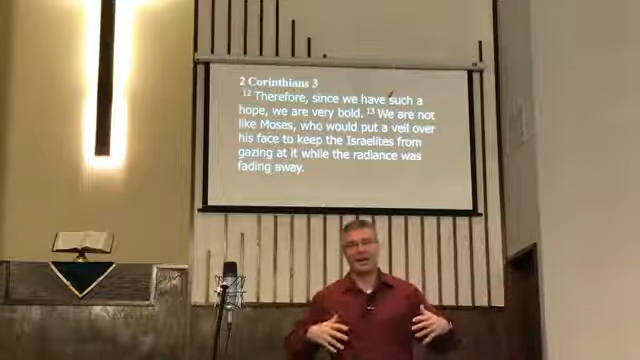 2 Corinthians 3
12 Therefore, since we have such a
hope, we are very bold. 13 We are not
like Moses, who would put a veil over
his face to keep the Israelites from
gazing at it while the radiance was
fading away.